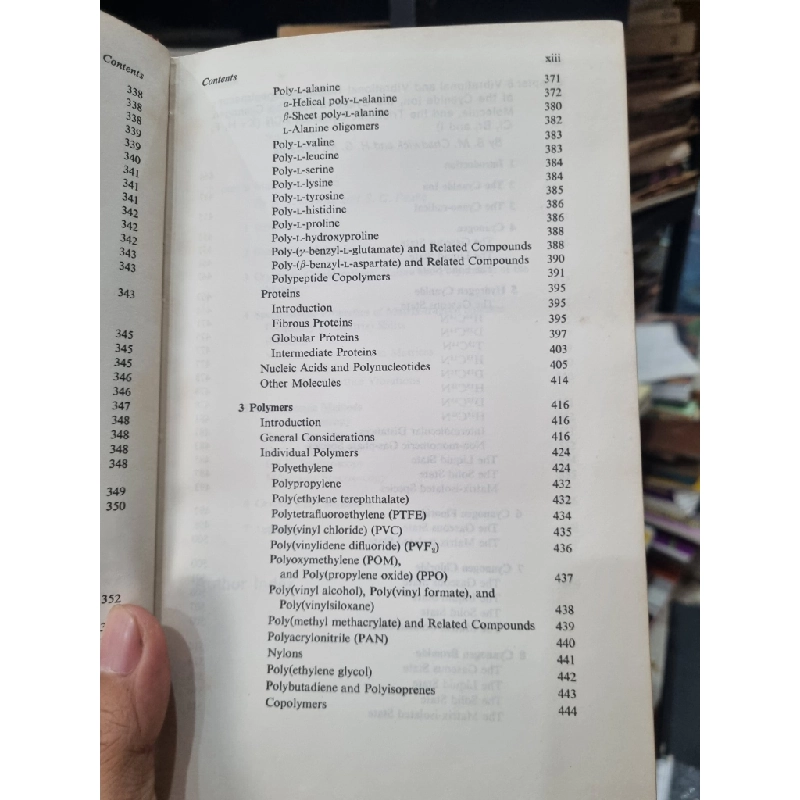 Contents
338
338
338
339
339
340
341
341
341
342
342
342
343
343
343
345
345
345
346
346
347
348
348
348
348
349
350
352
Contents xiii
Poly-L-alanine 371
α-Helical poly-L-alanine 372
β-Sheet poly-L-alanine 380
L-Alanine oligomers 382
Poly-L-valine 383
Poly-L-leucine 383
Poly-L-serine 384
Poly-L-lysine 384
Poly-L-tyrosine 385
Poly-L-histidine 386
Poly-L-proline 386
Poly-L-hydroxyproline 388
Poly-(γ-benzyl-L-glutamate) and Related Compounds 388
Poly-(β-benzyl-L-aspartate) and Related Compounds 390
Polypeptide Copolymers 391
Proteins 395
Introduction 395
Fibrous Proteins 395
Globular Proteins 397
Intermediate Proteins 403
Nucleic Acids and Polynucleotides 405
Other Molecules 414
3 Polymers 416
Introduction 416
General Considerations 416
Individual Polymers 424
Polyethylene 424
Polypropylene 432
Poly(ethylene terephthalate) 432
Polytetrafluoroethylene (PTFE) 434
Poly(vinyl chloride) (PVC) 435
Poly(vinylidene difluoride) (PVF₂) 436
Polyoxymethylene (POM),
and Poly(propylene oxide) (PPO) 437
Poly(vinyl alcohol), Poly(vinyl formate), and
Poly(vinylsiloxane) 438
Poly(methyl methacrylate) and Related Compounds 439
Polyacrylonitrile (PAN) 440
Nylons 441
Poly(ethylene glycol) 442
Polybutadiene and Polyisoprenes 443
Copolymers 444